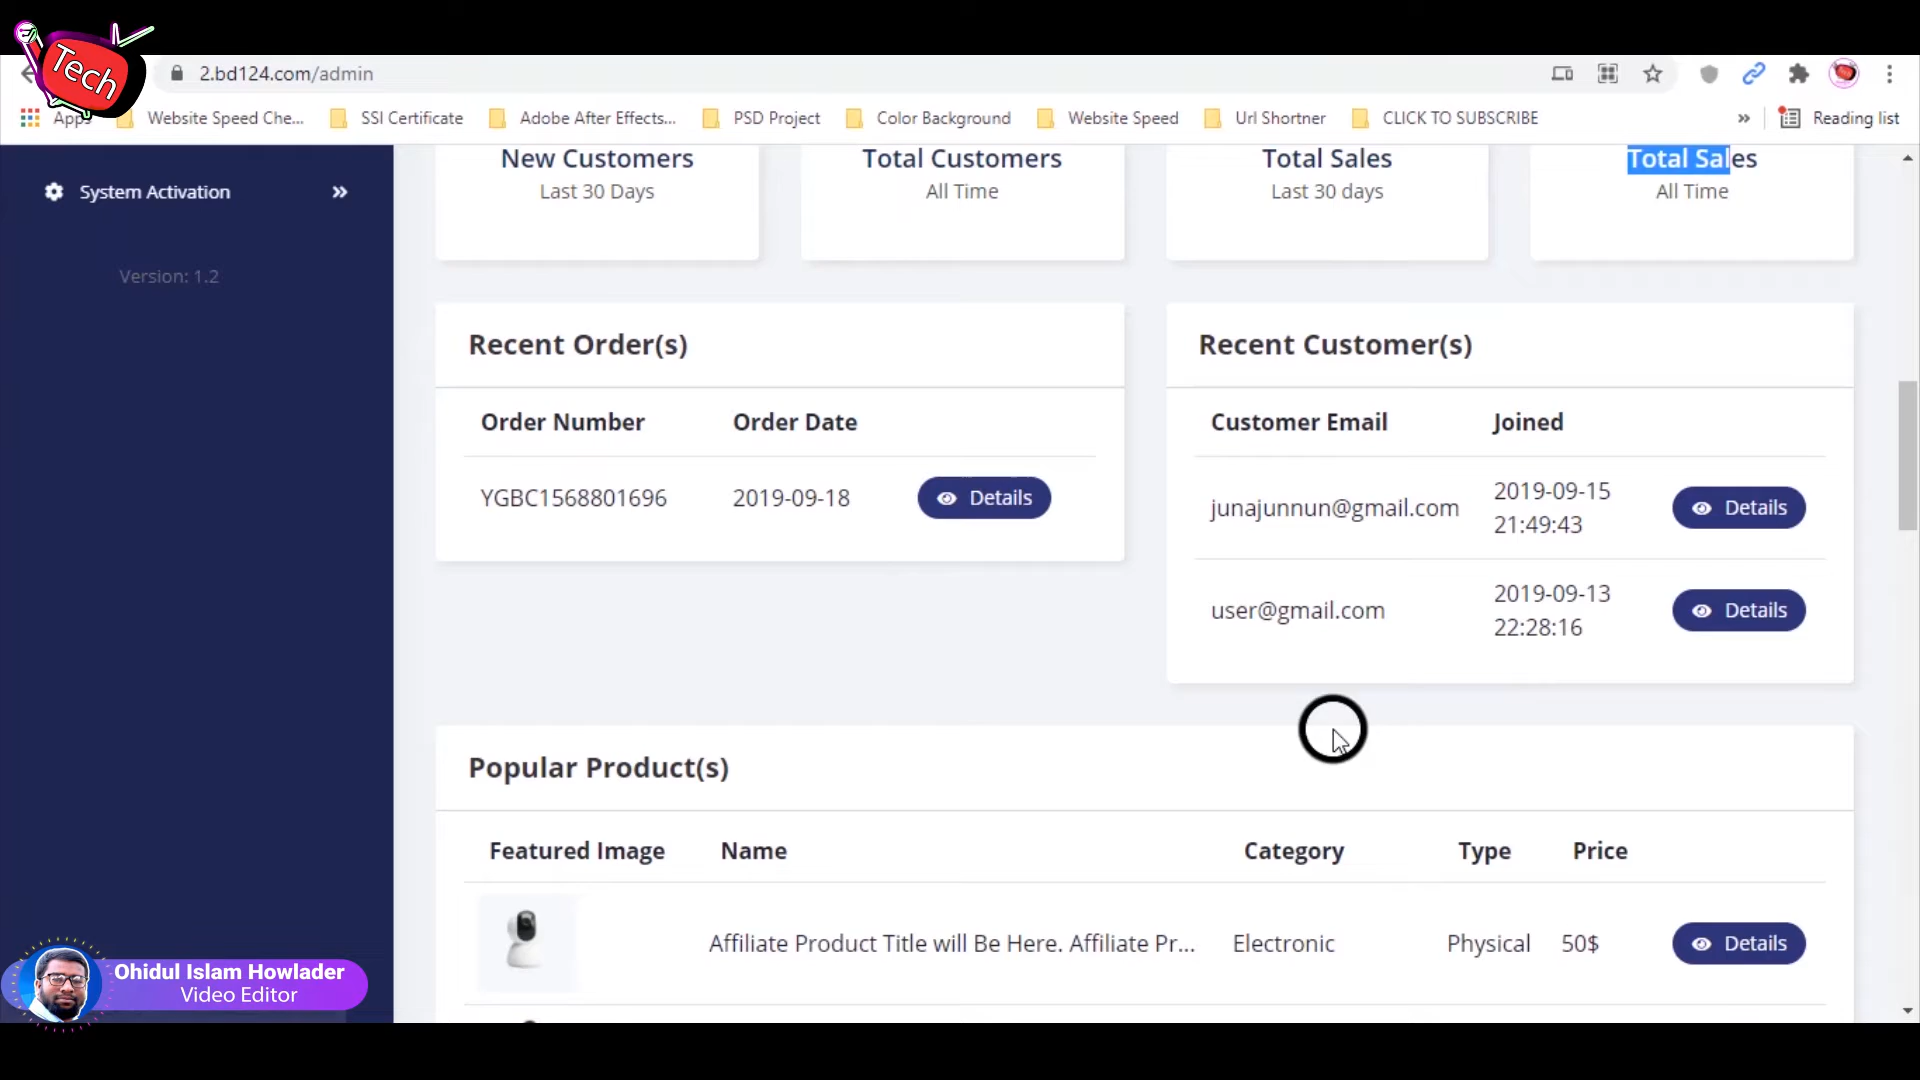 Tech
2.bd124.com/admin
Apps
Website Speed Che...
SSI Certificate
Adobe After Effects...
PSD Project
Color Background
Website Speed
Url Shortner
CLICK TO SUBSCRIBE
»
Reading list
System Activation
Version: 1.2
New Customers
Last 30 Days
Total Customers
All Time
Total Sales
Last 30 days
Total Sales
All Time
Recent Order(s)
Order Number Order Date
YGBC1568801696 2019-09-18 Details
Recent Customer(s)
Customer Email Joined
junajunnun@gmail.com 2019-09-15
21:49:43 Details
user@gmail.com 2019-09-13
22:28:16 Details
Popular Product(s)
Featured Image Name Category Type Price
Affiliate Product Title will Be Here. Affiliate Pr... Electronic Physical 50$ Details
Ohidul Islam Howlader
Video Editor